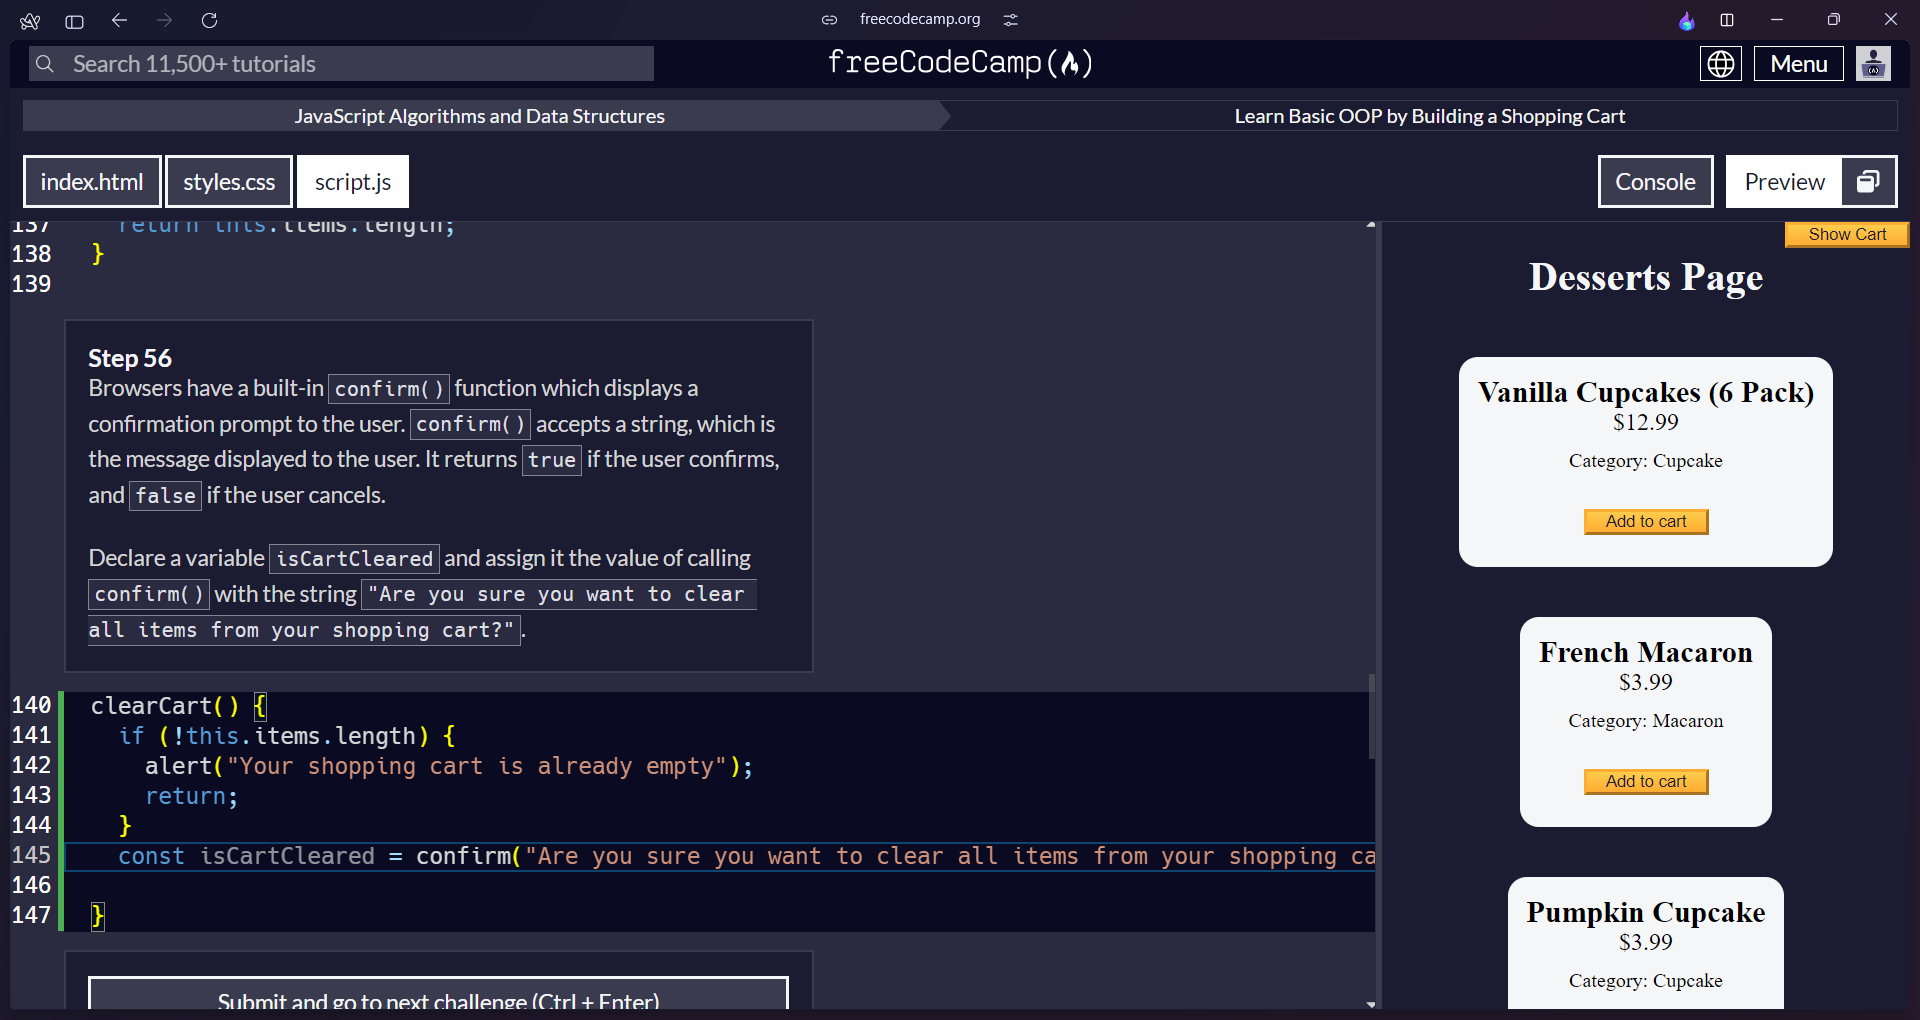 freecodecamp.org
Search 11,500+ tutorials
freeCodeCamp
Menu
JavaScript Algorithms and Data Structures
Learn Basic OOP by Building a Shopping Cart
index.html
styles.css
script.js
Console
Preview
137 return this.items.length;
138 }
139
Step 56
Browsers have a built-in confirm() function which displays a
confirmation prompt to the user. confirm() accepts a string, which is
the message displayed to the user. It returns true if the user confirms,
and false if the user cancels.
Declare a variable isCartCleared and assign it the value of calling
confirm() with the string "Are you sure you want to clear
all items from your shopping cart?".
140 clearCart() {
141 if (!this.items.length) {
142 alert("Your shopping cart is already empty");
143 return;
144 }
145 const isCartCleared = confirm("Are you sure you want to clear all items from your shopping ca
146
147 }
Submit and go to next challenge (Ctrl + Enter)
Show Cart
Desserts Page
Vanilla Cupcakes (6 Pack)
$12.99
Category: Cupcake
Add to cart
French Macaron
$3.99
Category: Macaron
Add to cart
Pumpkin Cupcake
$3.99
Category: Cupcake